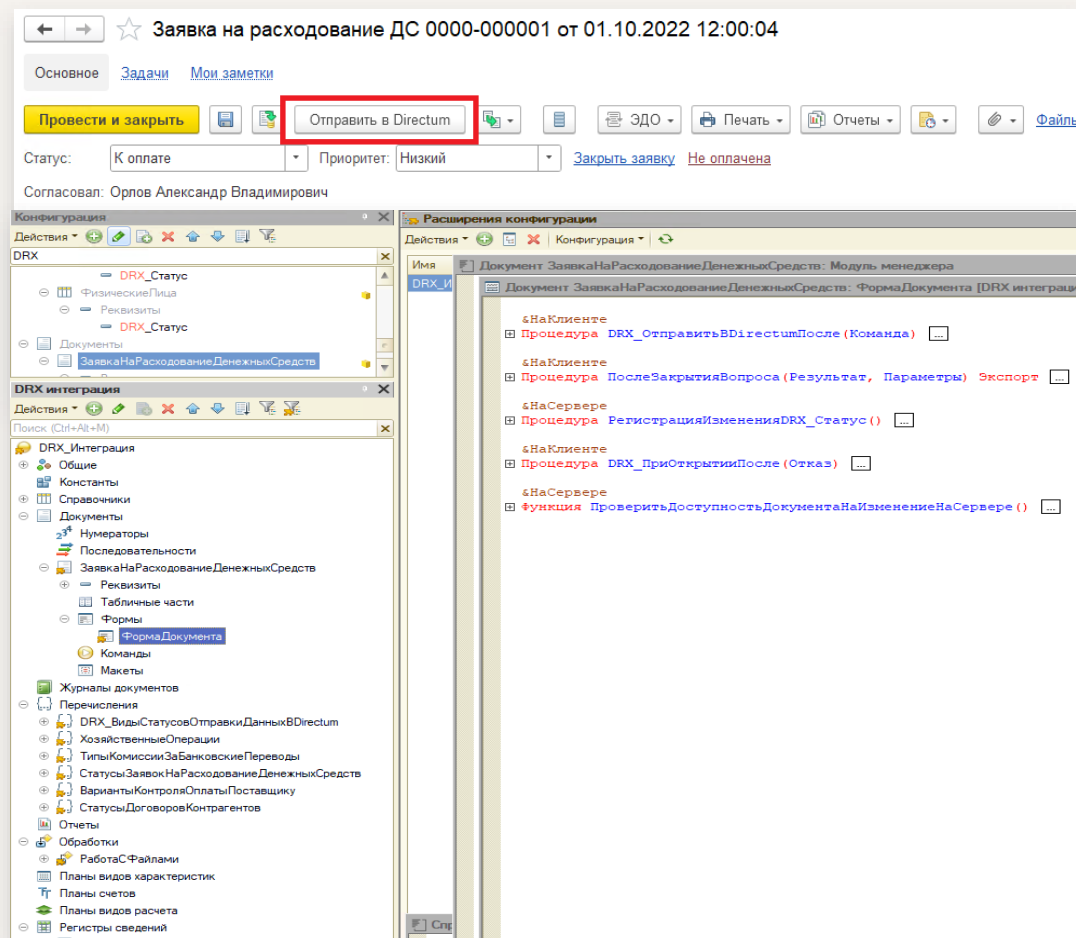 Заявка на расходование ДС 0000-000001 от 01.10.2022 12:00:04
Основное Задачи Мои заметки
Провести и закрыть Отправить в Directum ЭДО Печать Отчеты Файлы
Статус: К оплате Приоритет: Низкий Закрыть заявку Не оплачена
Согласовал: Орлов Александр Владимирович
Конфигурация
Действия
DRX
DRX_Статус
ФизическиеЛица
Реквизиты
DRX_Статус
Документы
ЗаявкаНаРасходованиеДенежныхСредств
DRX интеграция
Действия
Поиск (Ctrl+Alt+M)
DRX_Интеграция
Общие
Константы
Справочники
Документы
Нумераторы
Последовательности
ЗаявкаНаРасходованиеДенежныхСредств
Реквизиты
Табличные части
Формы
ФормаДокумента
Команды
Макеты
Журналы документов
Перечисления
DRX_ВидыСтатусовОтправкиДанныхВDirectum
ХозяйственныеОперации
ТипыКомиссииЗаБанковскиеПереводы
СтатусыЗаявокНаРасходованиеДенежныхСредств
ВариантыКонтроляОплатыПоставщику
СтатусыДоговоровКонтрагентов
Отчеты
Обработки
РаботаСФайлами
Планы видов характеристик
Планы счетов
Планы видов расчета
Регистры сведений
Расширения конфигурации
Действия Конфигурация
Имя
DRX_И
Документ ЗаявкаНаРасходованиеДенежныхСредств: Модуль менеджера
Документ ЗаявкаНаРасходованиеДенежныхСредств: ФормаДокумента [DRX интеграци
&НаКлиенте
Процедура DRX_ОтправитьВDirectumПосле(Команда) ...
&НаКлиенте
Процедура ПослеЗакрытияВопроса(Результат, Параметры) Экспорт ...
&НаСервере
Процедура РегистрацияИзмененияDRX_Статус() ...
&НаКлиенте
Процедура DRX_ПриОткрытииПосле(Отказ) ...
&НаСервере
Функция ПроверитьДоступностьДокументаНаИзменениеНаСервере() ...
Спр